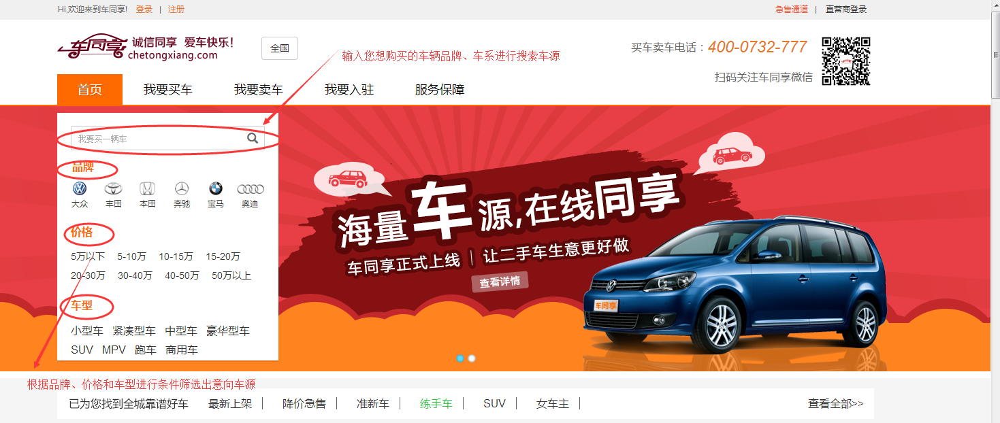 Hi,欢迎来到车同享! 登录 | 注册
急售通道 | 直营商登录
车同享 诚信同享 爱车快乐!
chetongxiang.com
全国
输入您想购买的车辆品牌、车系进行搜索车源
买车卖车电话：400-0732-777
扫码关注车同享微信
首页 我要买车 我要卖车 我要入驻 服务保障
我要买一辆车
品牌
大众 丰田 本田 奔驰 宝马 奥迪
价格
5万以下 5-10万 10-15万 15-20万
20-30万 30-40万 40-50万 50万以上
车型
小型车 紧凑型车 中型车 豪华型车
SUV MPV 跑车 商用车
海量车源,在线同享
车同享正式上线 | 让二手车生意更好做
查看详情
车同享
根据品牌、价格和车型进行条件筛选出意向车源
已为您找到全城靠谱好车 最新上架 | 降价急售 | 准新车 | 练手车 | SUV | 女车主 |
查看全部>>